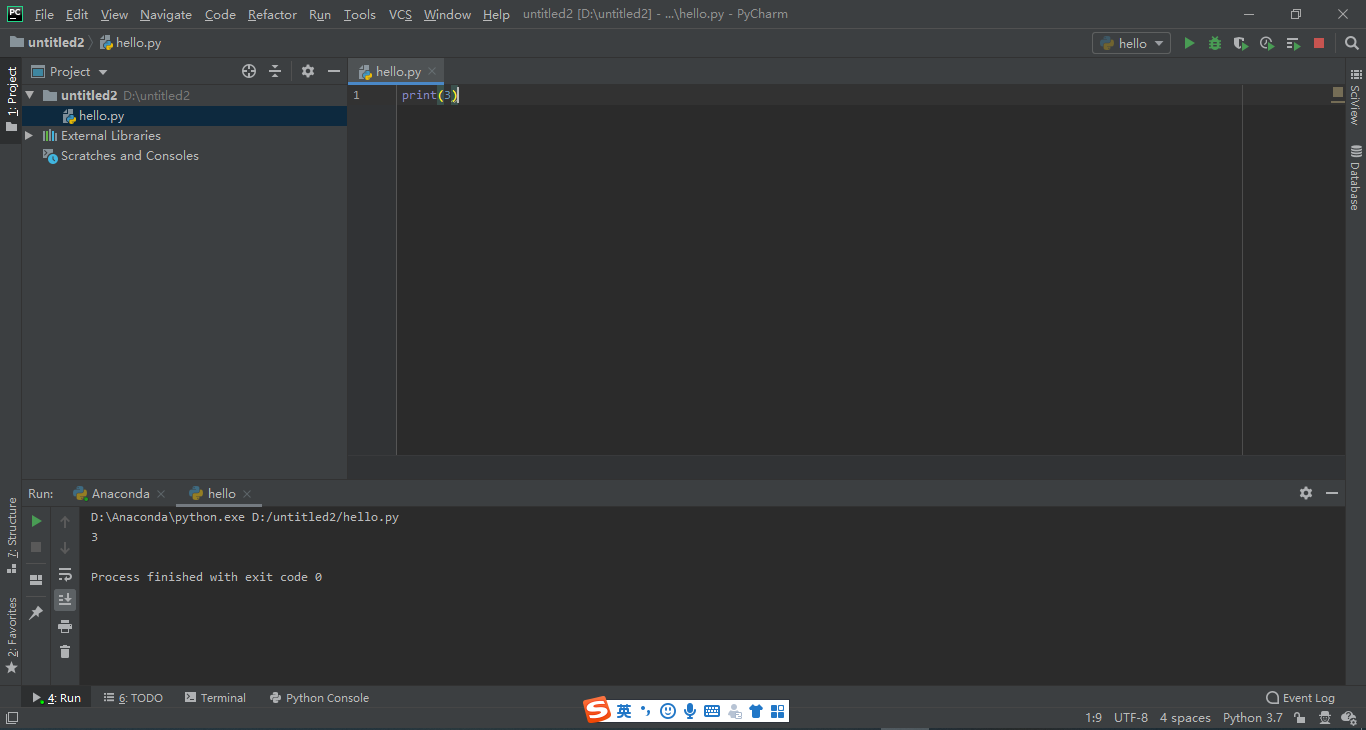 PC File Edit View Navigate Code Refactor Run Tools VCS Window Help untitled2 [D:\untitled2] - ...\hello.py - PyCharm
untitled2 hello.py hello
1: Project
Project
hello.py
untitled2 D:\untitled2
hello.py
External Libraries
Scratches and Consoles
1 print(3)
SciView
Database
7: Structure
2: Favorites
Run: Anaconda hello
D:\Anaconda\python.exe D:/untitled2/hello.py
3
Process finished with exit code 0
4: Run 6: TODO Terminal Python Console Event Log
S 英
1:9 UTF-8 4 spaces Python 3.7